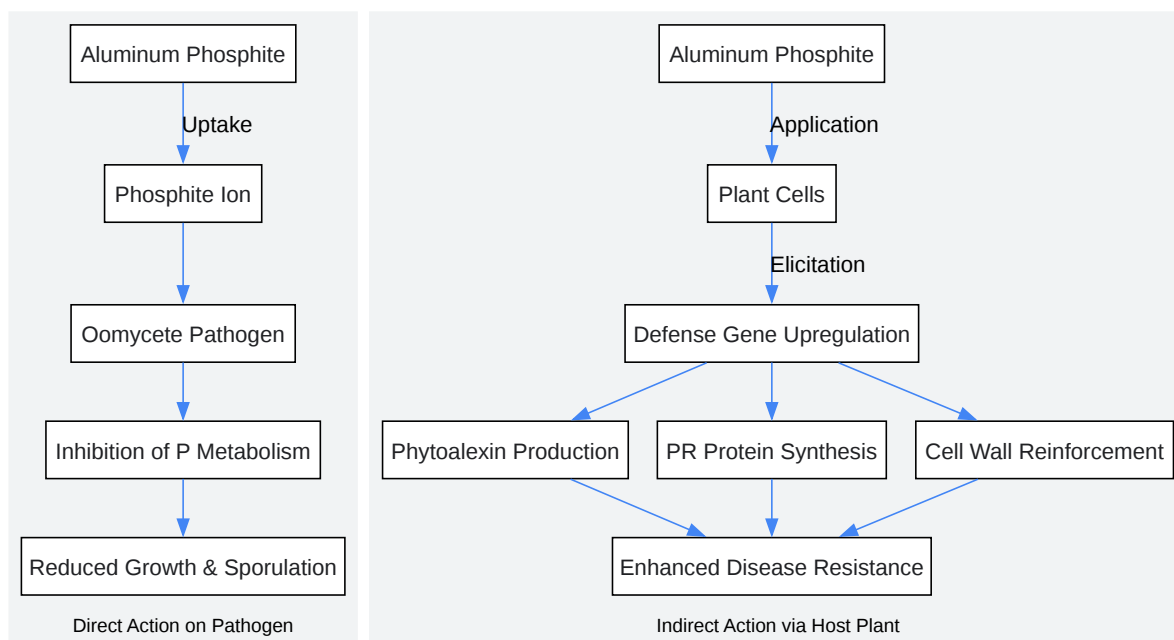 Aluminum Phosphite
Uptake
Phosphite Ion
Oomycete Pathogen
Inhibition of P Metabolism
Reduced Growth & Sporulation
Direct Action on Pathogen
Aluminum Phosphite
Application
Plant Cells
Elicitation
Defense Gene Upregulation
Phytoalexin Production
PR Protein Synthesis
Cell Wall Reinforcement
Enhanced Disease Resistance
Indirect Action via Host Plant